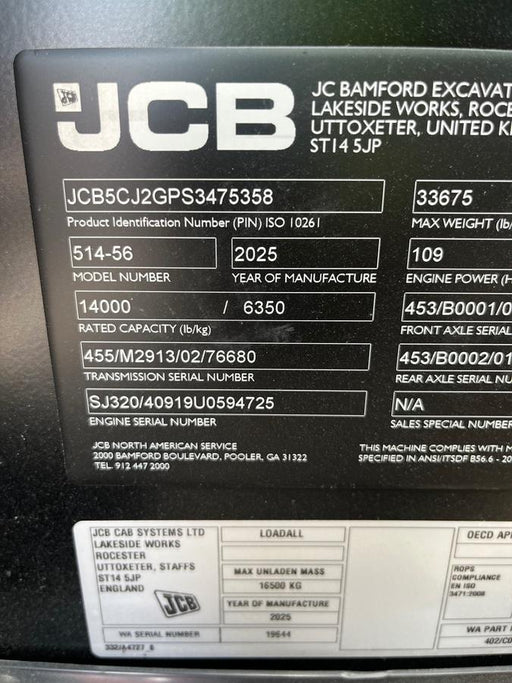 JCB
JCB
JC BAMFORD
LAKESIDE WORKS,
UTTOXETER, UNITED
ST14 5JP
JCB5CJ2GPS3475358
Product Identification Number (PIN) ISO 10261
33675
MAX WEIGHT
514-56
MODEL NUMBER
2025
YEAR OF MANUFACTURE
109
ENGINE POWER
14000 / 6350
RATED CAPACITY (lb/kg)
453/B0001/0
FRONT AXLE SERIAL
455/M2913/02/76680
TRANSMISSION SERIAL NUMBER
453/B0002/01
REAR AXLE SERIAL
SJ320/40919U0594725
ENGINE SERIAL NUMBER
N/A
SALES SPECIAL NUMBER
JCB NORTH AMERICAN SERVICE
2000 BAMFORD BOULEVARD, POOLER, GA 31322
TEL. 912 447 2000
THIS MACHINE COMPLIES WITH
SPECIFIED IN ANSI/ITSDF B56.6 - 20
JCB CAB SYSTEMS LTD
LAKESIDE WORKS
ROCESTER
UTTOXETER, STAFFS
ST14 5JP
ENGLAND
JCB
WA SERIAL NUMBER
332/A4727 6
LOADALL
MAX UNLADEN MASS
16500 KG
YEAR OF MANUFACTURE
2025
19644
OECD
ROPS
COMPLIANCE
EN ISO
3471:2008
WA PART
402/C0